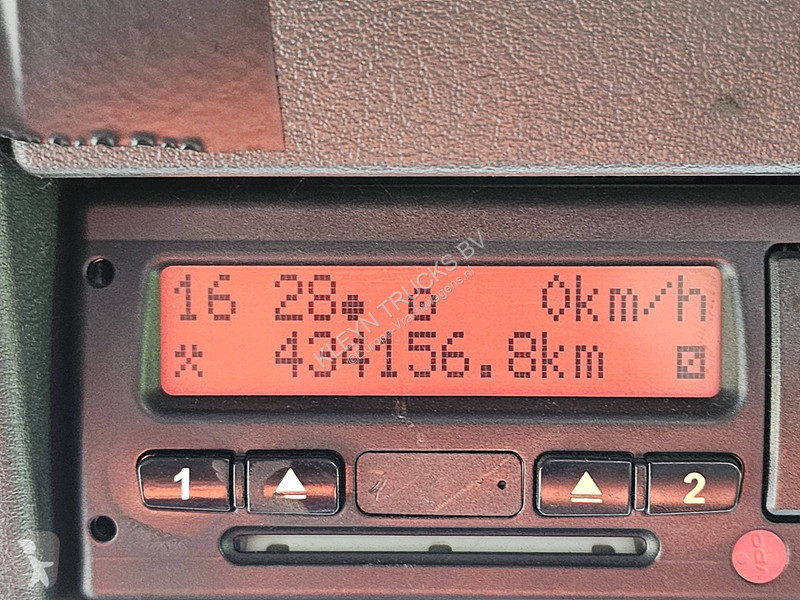 16 28 0km/h
434156.8km
1 2
KLEYN TRUCKS BV
VDO